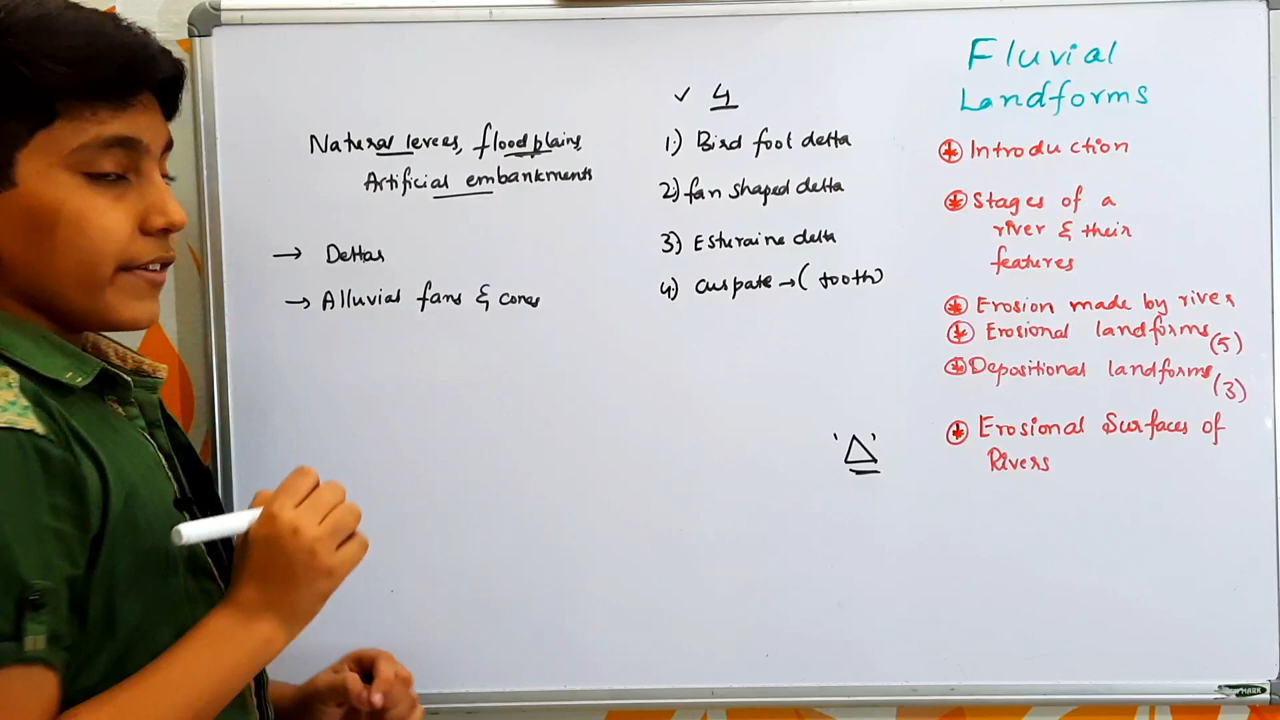 Natural levees, floodplains,
Artificial embankments
→ Deltas
→ Alluvial fans & cones
✓ 4
1) Bird foot delta
2) fan shaped delta
3) Esturaine delta
4) cuspate → (tooth)
'Δ'
Fluvial
Landforms
Introduction
Stages of a
river & their
features
Erosion made by river
Erosional landforms (5)
Depositional landforms (3)
Erosional Surfaces of
Rivers